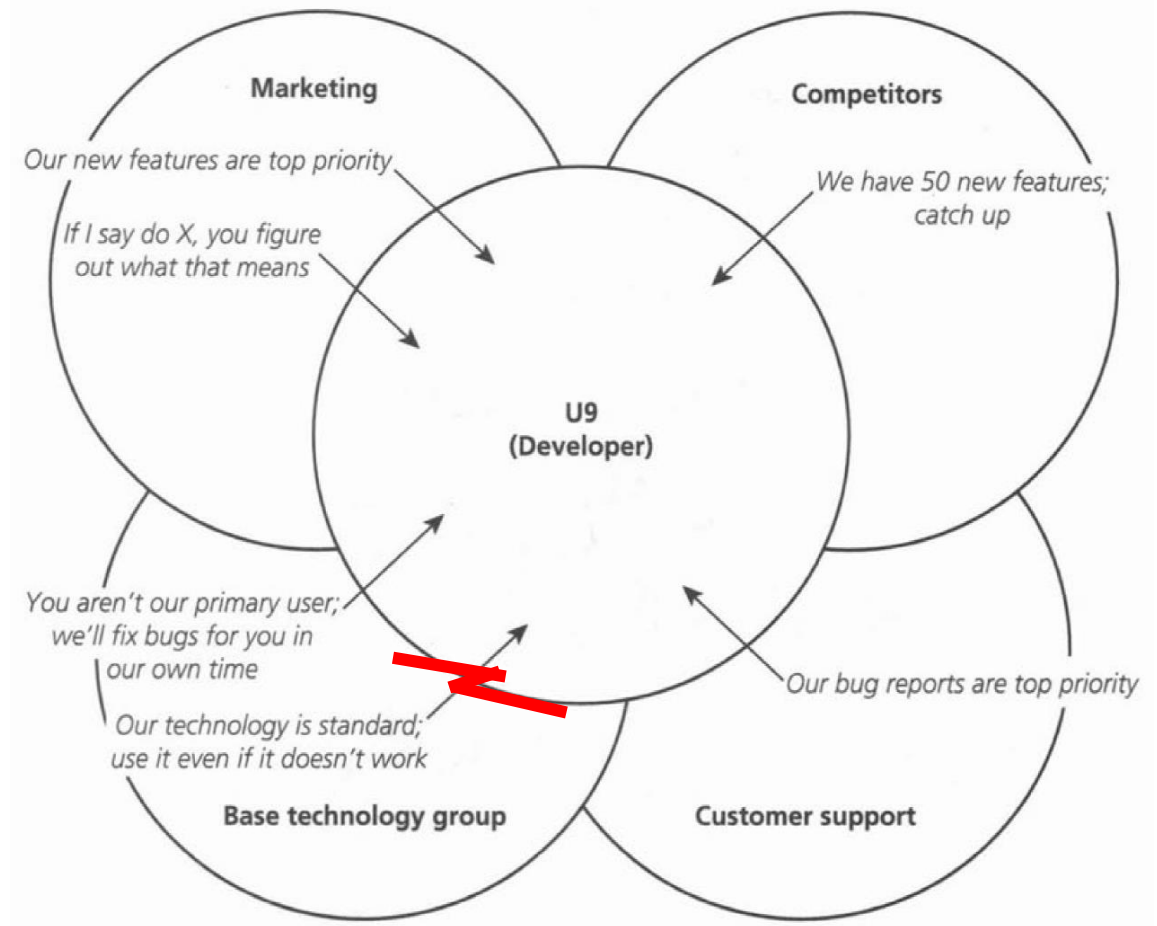 Marketing
Our new features are top priority
If I say do X, you figure
out what that means
Competitors
We have 50 new features;
catch up
U9
(Developer)
You aren't our primary user;
we'll fix bugs for you in
our own time
Our technology is standard;
use it even if it doesn't work
Base technology group
Our bug reports are top priority
Customer support